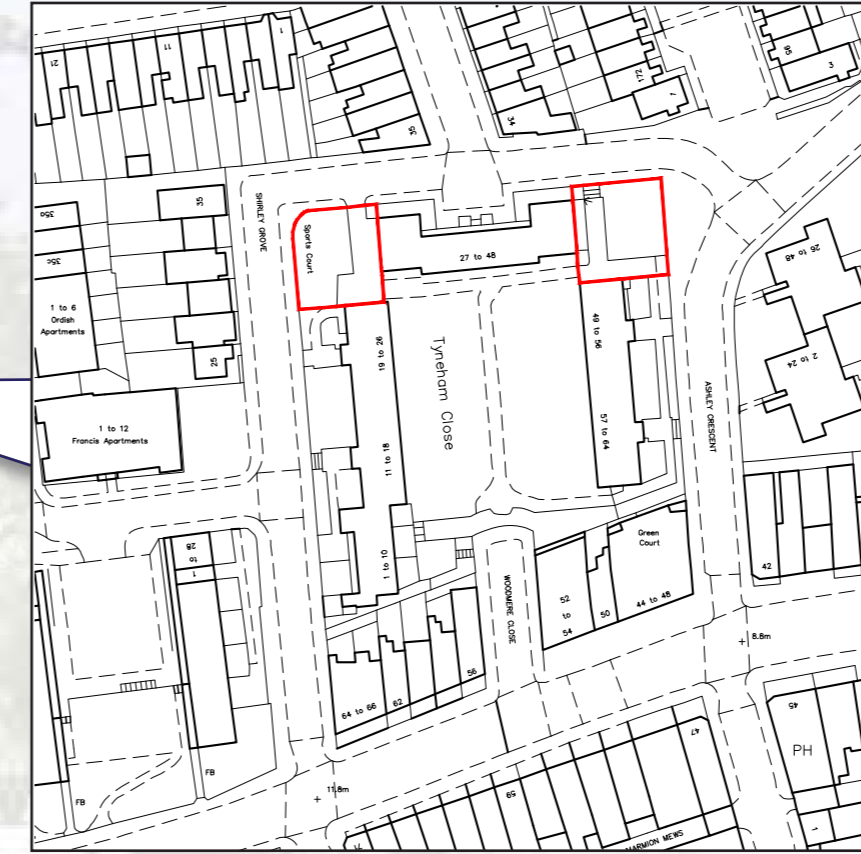 21
11
1
35
34
172
1
56
3
35a
35c
1 to 6
Ordish
Apartments
35
25
SHIRLEY GROVE
Sports Court
27 to 48
26 to 48
2 to 24
1 to 12
Francis Apartments
19 to 26
11 to 18
1 to 10
Tyneham Close
49 to 56
57 to 64
ASHLEY CRESCENT
Green
Court
44 to 48
50
52
to
54
WOODMERE CLOSE
42
8.8m
1 to 28
64 to 66
62
56
FB
FB
11.8m
71
59
47
MARMION MEWS
45
PH
1